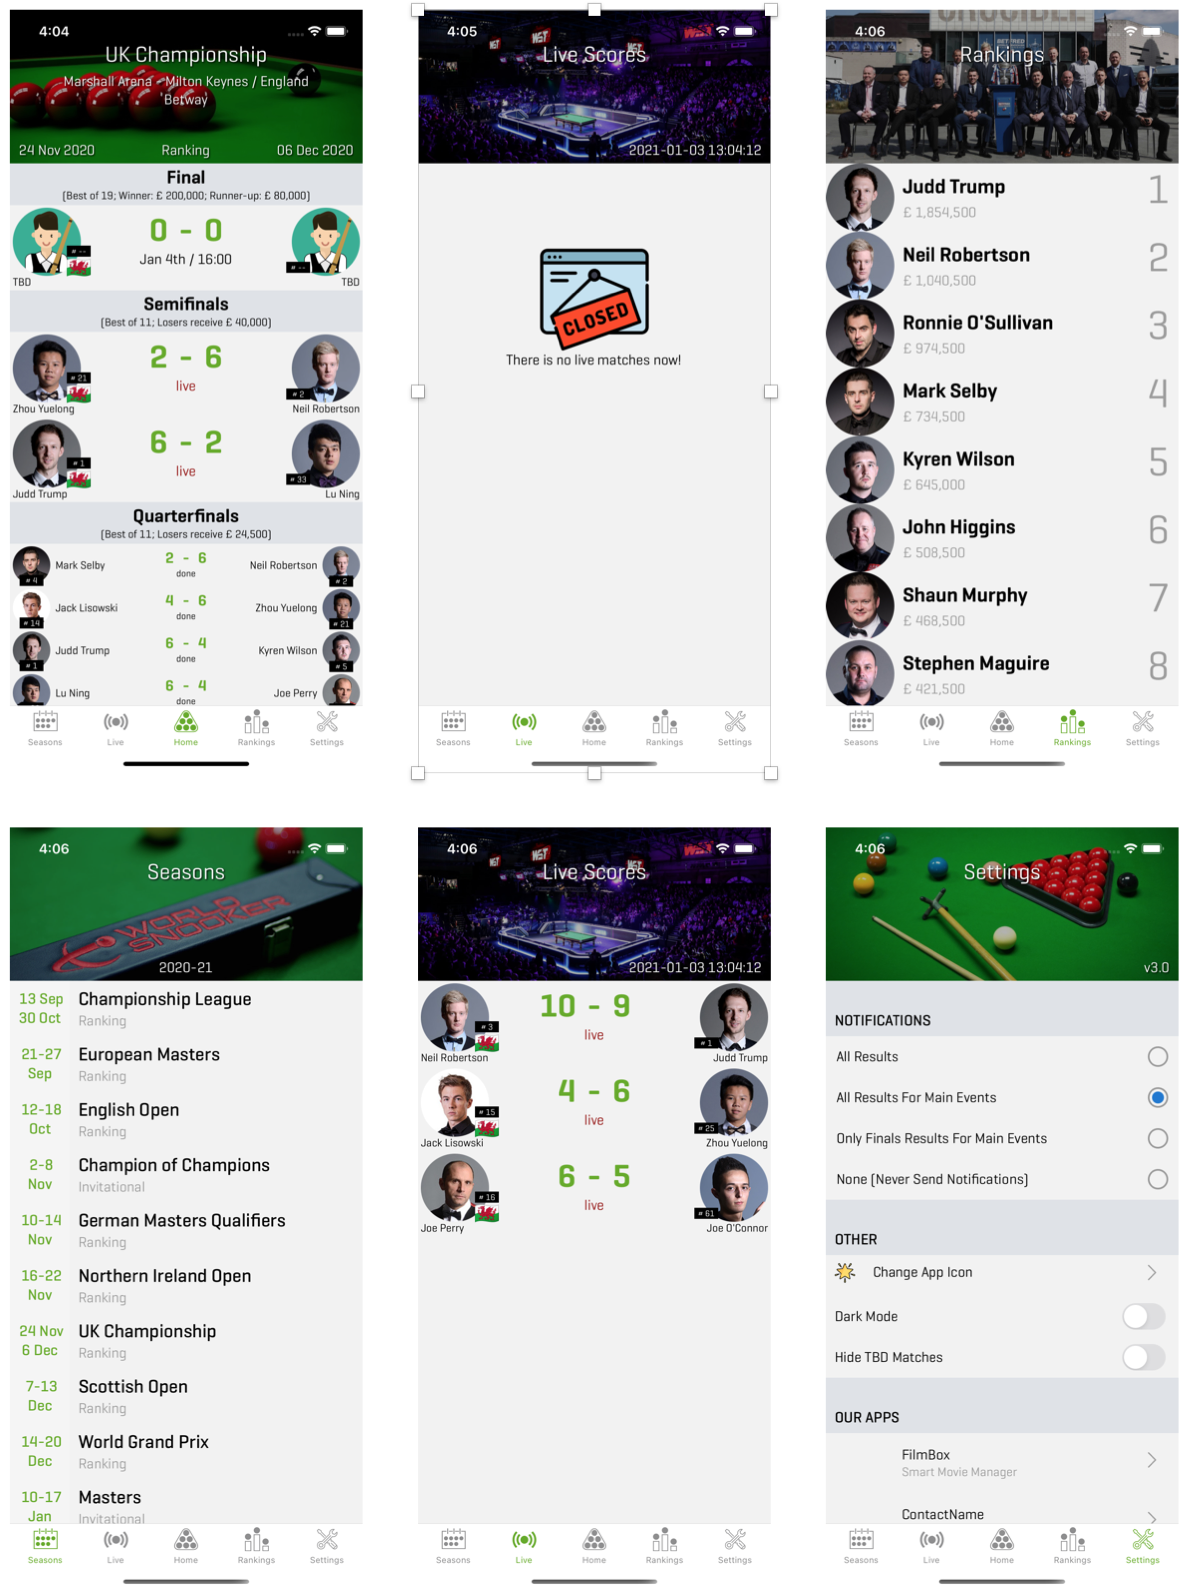 4:04
UK Championship
Marshall Arena - Milton Keynes / England
Betway
24 Nov 2020
Ranking
06 Dec 2020
Final
(Best of 19; Winner: £ 200,000; Runner-up: £ 80,000)
0 - 0
Jan 4th / 16:00
# --
# --
TBD
TBD
Semifinals
(Best of 11; Losers receive £ 40,000)
2 - 6
live
# 21
# 2
Zhou Yuelong
Neil Robertson
6 - 2
live
# 1
# 33
Judd Trump
Lu Ning
Quarterfinals
(Best of 11; Losers receive £ 24,500)
Mark Selby
2 - 6
Neil Robertson
# 4
done
# 2
Jack Lisowski
4 - 6
Zhou Yuelong
# 14
done
# 21
Judd Trump
6 - 4
Kyren Wilson
# 1
done
# 5
Lu Ning
6 - 4
Joe Perry
done
Seasons
Live
Home
Rankings
Settings
4:05
WST
WST
WST
Live Scores
2021-01-03 13:04:12
CLOSED
There is no live matches now!
Seasons
Live
Home
Rankings
Settings
CRUCIBLE
4:06
BETFRED
Rankings
Judd Trump
£ 1,854,500
1
Neil Robertson
£ 1,040,500
2
Ronnie O'Sullivan
£ 974,500
3
Mark Selby
£ 734,500
4
Kyren Wilson
£ 645,000
5
John Higgins
£ 508,500
6
Shaun Murphy
£ 468,500
7
Stephen Maguire
£ 421,500
8
Seasons
Live
Home
Rankings
Settings
4:06
Seasons
WORLD
SNOOKER
2020-21
13 Sep
30 Oct
Championship League
Ranking
21-27
Sep
European Masters
Ranking
12-18
Oct
English Open
Ranking
2-8
Nov
Champion of Champions
Invitational
10-14
Nov
German Masters Qualifiers
Ranking
16-22
Nov
Northern Ireland Open
Ranking
24 Nov
6 Dec
UK Championship
Ranking
7-13
Dec
Scottish Open
Ranking
14-20
Dec
World Grand Prix
Ranking
10-17
Jan
Masters
Invitational
Seasons
Live
Home
Rankings
Settings
4:06
WST
WST
WST
Live Scores
2021-01-03 13:04:12
10 - 9
live
# 3
# 1
Neil Robertson
Judd Trump
4 - 6
live
# 15
# 25
Jack Lisowski
Zhou Yuelong
6 - 5
live
# 16
# 61
Joe Perry
Joe O'Connor
Seasons
Live
Home
Rankings
Settings
4:06
Settings
v3.0
NOTIFICATIONS
All Results
All Results For Main Events
Only Finals Results For Main Events
None (Never Send Notifications)
OTHER
Change App Icon
Dark Mode
Hide TBD Matches
OUR APPS
FilmBox
Smart Movie Manager
ContactName
Seasons
Live
Home
Rankings
Settings